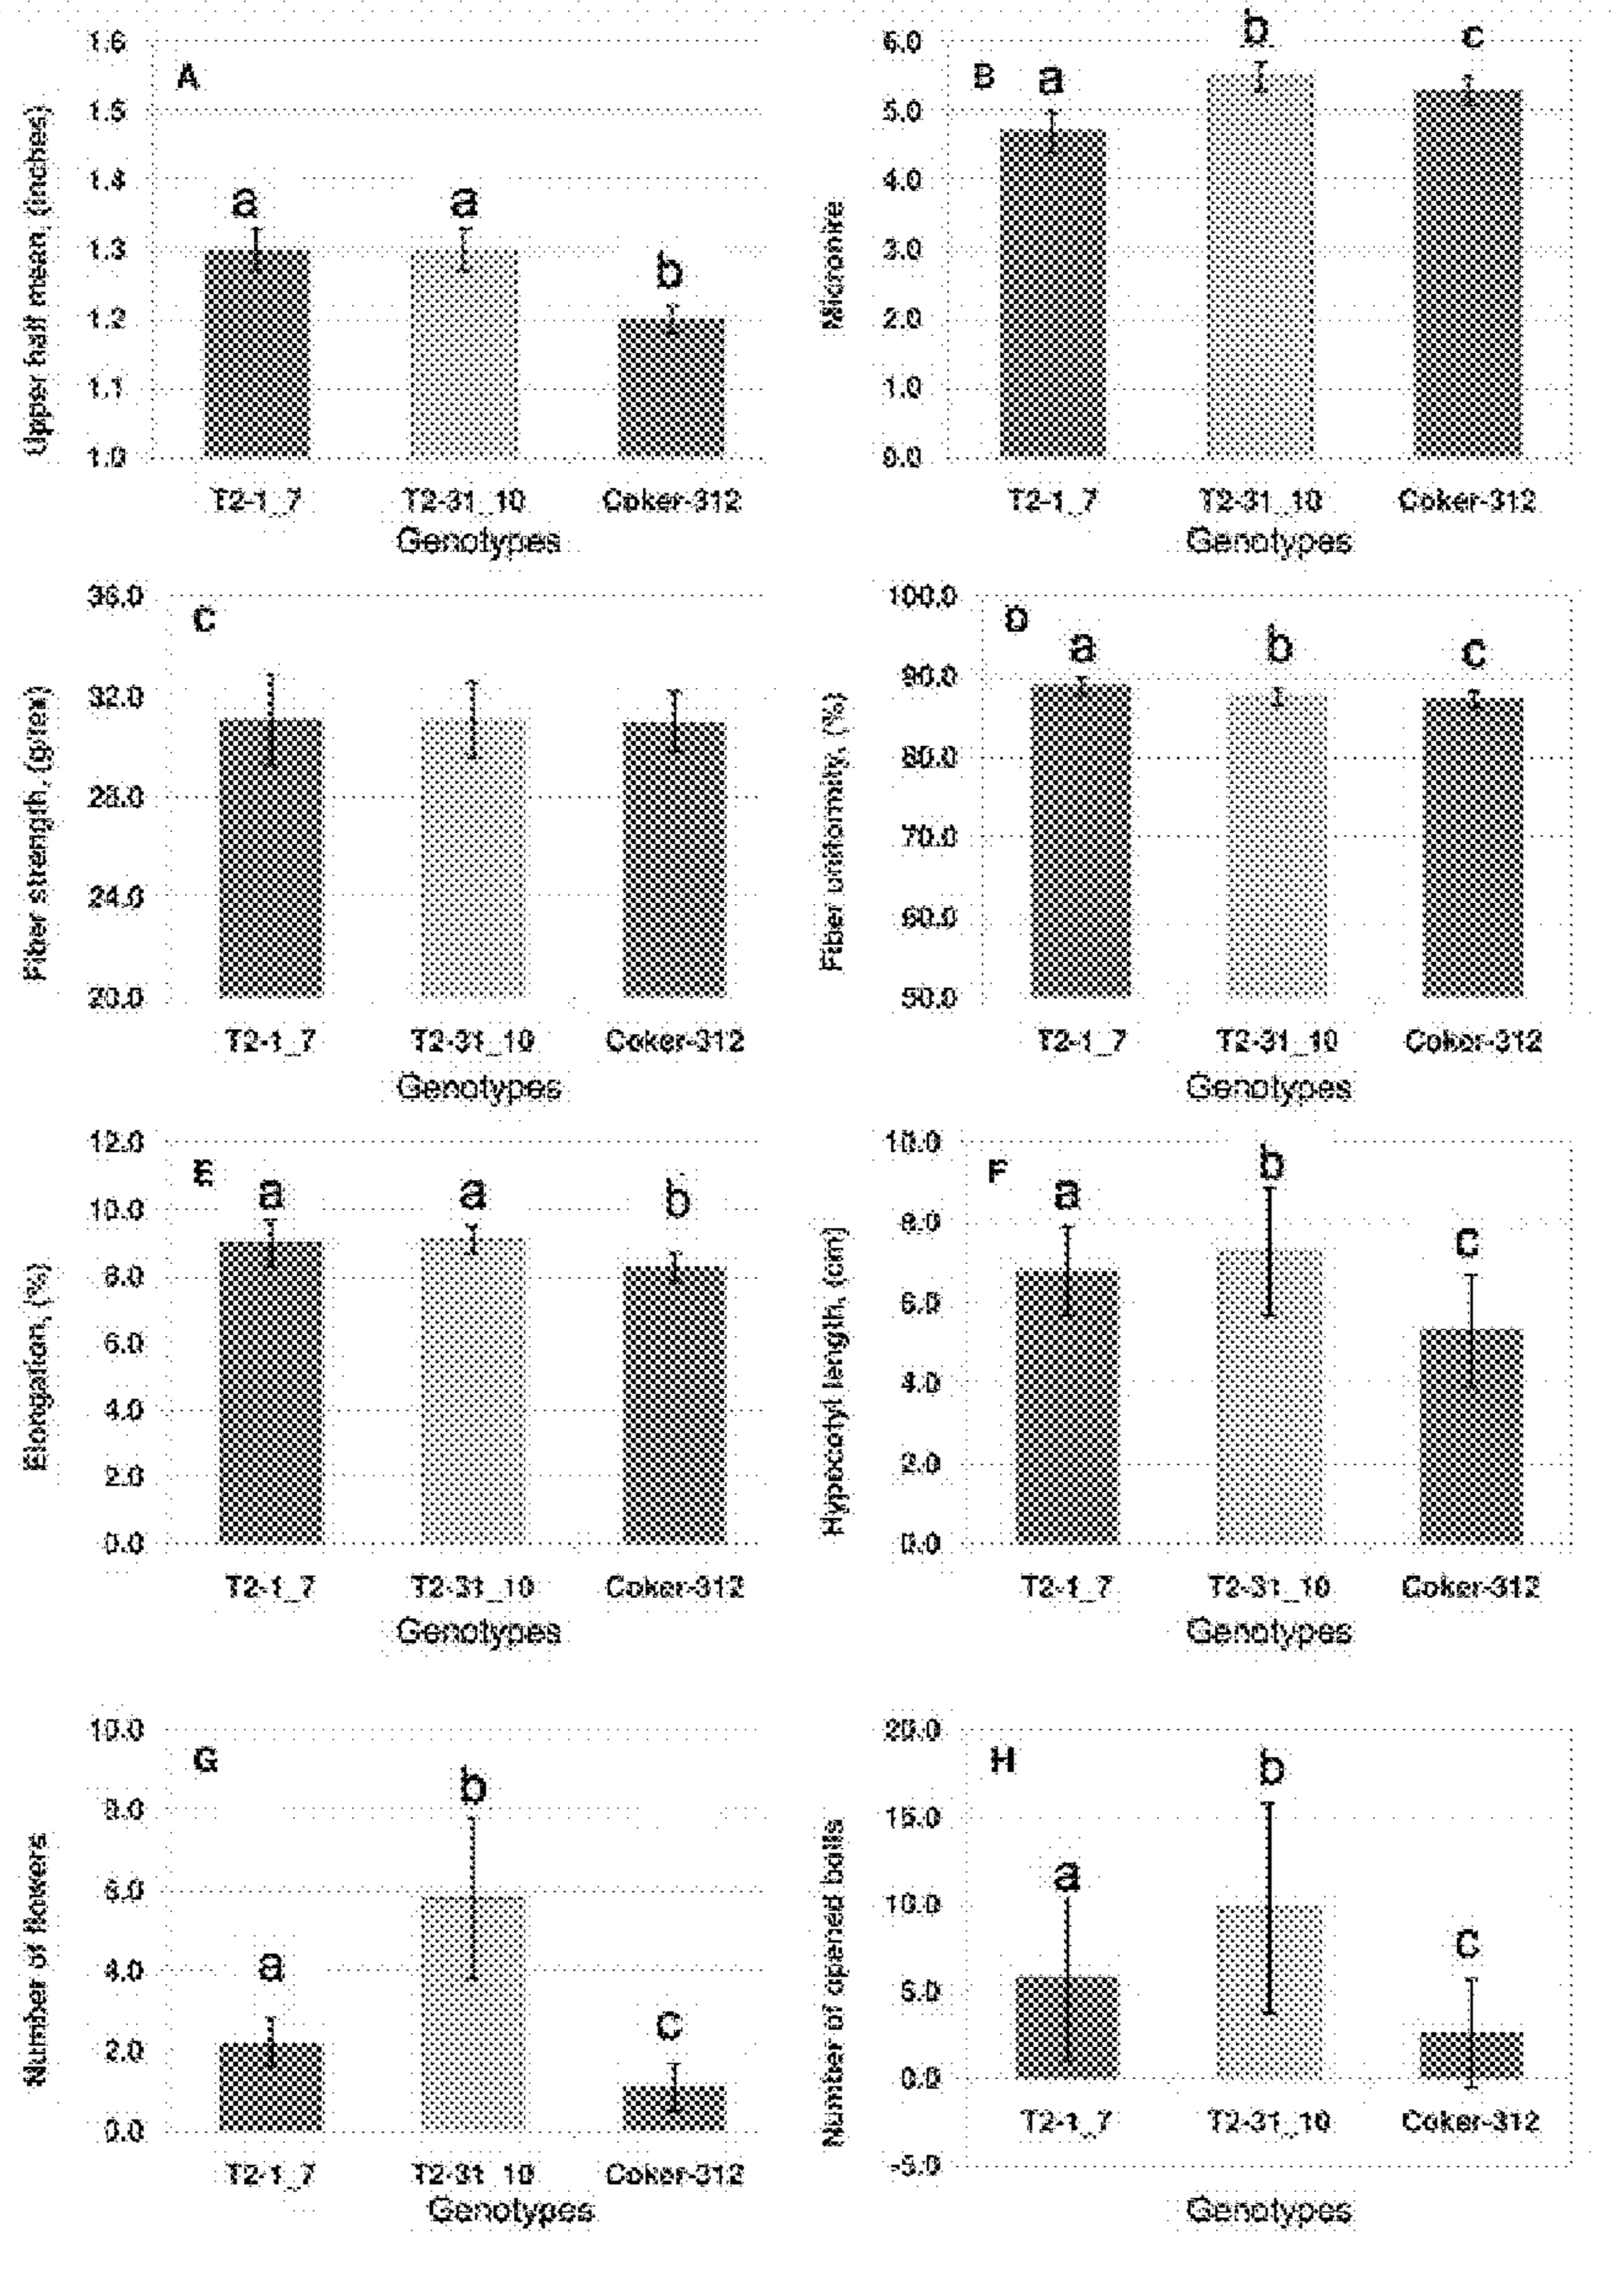 A
Upper half mean, (inches)
1.6
1.5
1.4
1.3
1.2
1.1
1.0
a
a
b
T2-1_7 T2-31_10 Coker-312
Genotypes
B
Micronire
6.0
5.0
4.0
3.0
2.0
1.0
0.0
a
b
c
T2-1_7 T2-31_10 Coker-312
Genotypes
C
Fiber strength, (g/tex)
36.0
32.0
28.0
24.0
20.0
T2-1_7 T2-31_10 Coker-312
Genotypes
D
Fiber uniformity, (%)
100.0
90.0
80.0
70.0
60.0
50.0
a
b
c
T2-1_7 T2-31_10 Coker-312
Genotypes
E
Elongation, (%)
12.0
10.0
8.0
6.0
4.0
2.0
0.0
a
a
b
T2-1_7 T2-31_10 Coker-312
Genotypes
F
Hypocotyl length, (cm)
10.0
8.0
6.0
4.0
2.0
0.0
a
b
c
T2-1_7 T2-31_10 Coker-312
Genotypes
G
Number of flowers
10.0
8.0
6.0
4.0
2.0
0.0
a
b
c
T2-1_7 T2-31_10 Coker-312
Genotypes
H
Number of opened bolls
20.0
15.0
10.0
5.0
0.0
-5.0
a
b
c
T2-1_7 T2-31_10 Coker-312
Genotypes